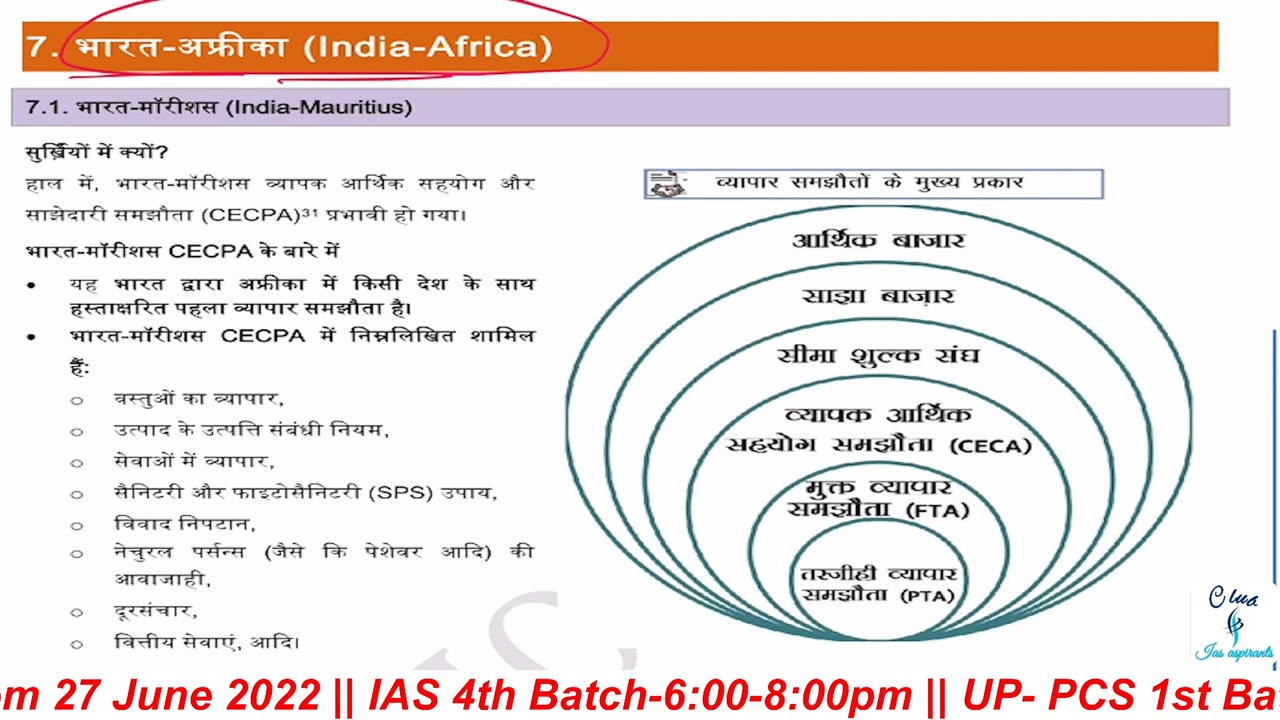 7. भारत-अफ्रीका (India-Africa)
7.1. भारत-मॉरीशस (India-Mauritius)
सुर्ख़ियों में क्यों?
हाल में, भारत-मॉरीशस व्यापक आर्थिक सहयोग और
साझेदारी समझौता (CECPA)31 प्रभावी हो गया।
भारत-मॉरीशस CECPA के बारे में
• यह भारत द्वारा अफ्रीका में किसी देश के साथ
हस्ताक्षरित पहला व्यापार समझौता है।
• भारत-मॉरीशस CECPA में निम्नलिखित शामिल
हैं:
o वस्तुओं का व्यापार,
o उत्पाद के उत्पत्ति संबंधी नियम,
o सेवाओं में व्यापार,
o सैनिटरी और फाइटोसैनिटरी (SPS) उपाय,
o विवाद निपटान,
o नेचुरल पर्सन्स (जैसे कि पेशेवर आदि) की
आवाजाही,
o दूरसंचार,
o वित्तीय सेवाएं, आदि।
व्यापार समझौतों के मुख्य प्रकार
आर्थिक बाजार
साझा बाज़ार
सीमा शुल्क संघ
व्यापक आर्थिक
सहयोग समझौता (CECA)
मुक्त व्यापार
समझौता (FTA)
तरजीही व्यापार
समझौता (PTA)
Clue
Ias aspirants
om 27 June 2022 || IAS 4th Batch-6:00-8:00pm || UP- PCS 1st Ba